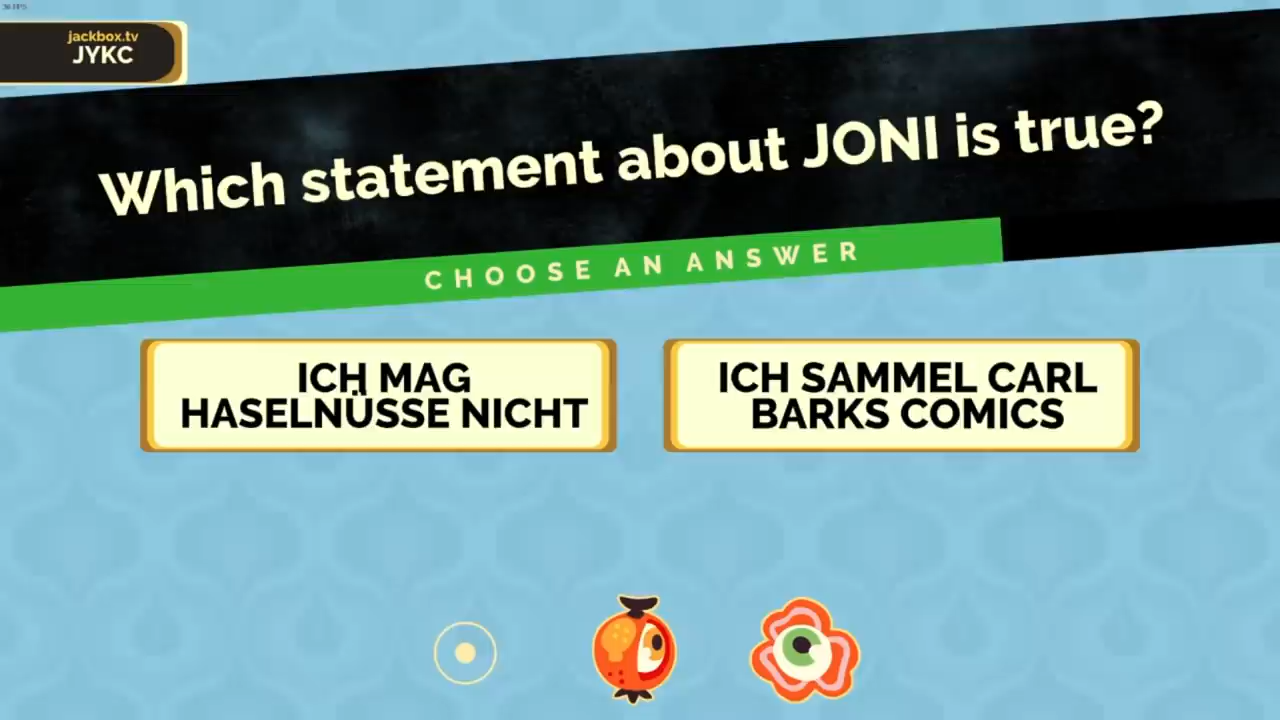 jackbox.tv
JYKC
Which statement about JONI is true?
CHOOSE AN ANSWER
ICH MAG
HASELNÜSSE NICHT
ICH SAMMEL CARL
BARKS COMICS